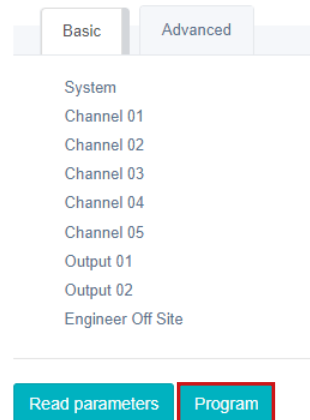 Basic Advanced
System
Channel 01
Channel 02
Channel 03
Channel 04
Channel 05
Output 01
Output 02
Engineer Off Site
Read parameters Program